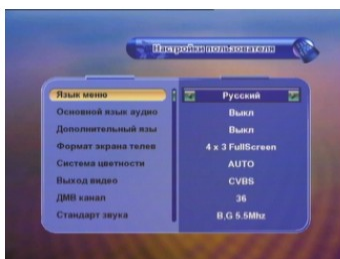 Настройки пользователя
Язык меню Русский
Основной язык аудио Выкл
Дополнительный язы Выкл
Формат экрана телев 4 x 3 FullScreen
Система цветности AUTO
Выход видео CVBS
ДМВ канал 36
Стандарт звука B,G 5.5Mhz